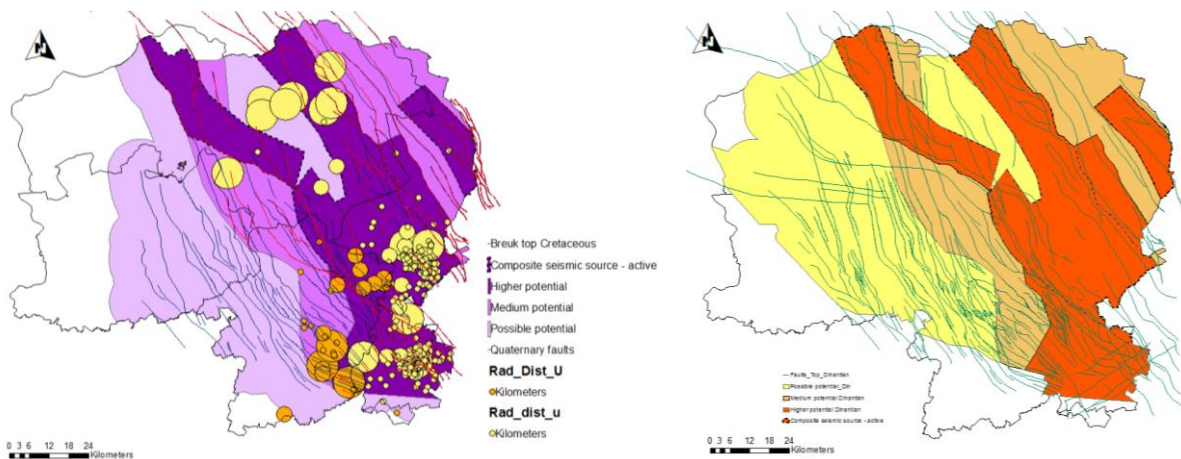 N
Breuk top Cretaceous
Composite seismic source - active
Higher potential
Medium potential
Possible potential
Quaternary faults
Rad_Dist_U
Kilometers
Rad_dist_u
Kilometers
0 3 6 12 18 24
Kilometers
N
Faults_Top_Dinantian
Possible potential_Din
Medium potential Dinantian
Higher potential Dinantian
Composite seismic source - active
0 3 6 12 18 24
Kilometers